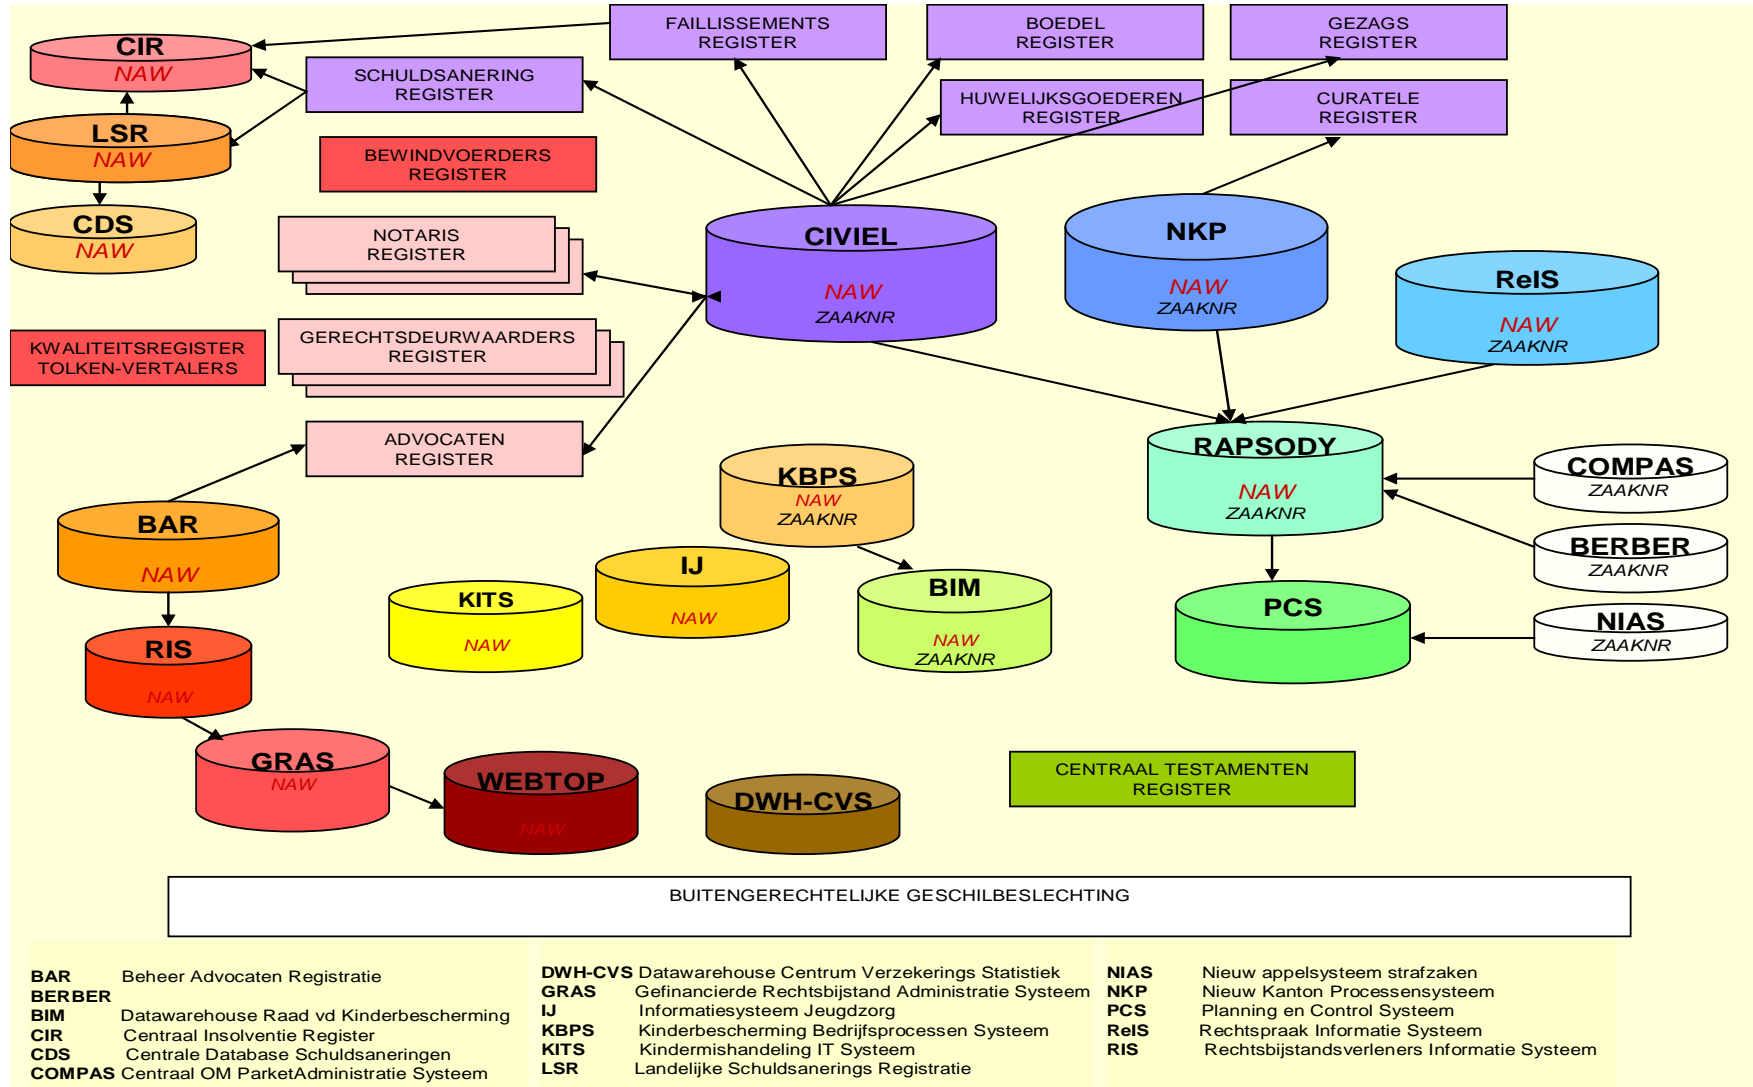 FAILLISSEMENTS
REGISTER
BOEDEL
REGISTER
GEZAGS
REGISTER
CIR
NAW
SCHULDSANERING
REGISTER
HUWELIJKSGOEDEREN
REGISTER
CURATELE
REGISTER
LSR
NAW
BEWINDVOERDERS
REGISTER
CDS
NAW
NOTARIS
REGISTER
CIVIEL
NAW
ZAAKNR
NKP
NAW
ZAAKNR
ReIS
NAW
ZAAKNR
KWALITEITSREGISTER
TOLKEN-VERTALERS
GERECHTSDEURWAARDERS
REGISTER
ADVOCATEN
REGISTER
KBPS
NAW
ZAAKNR
RAPSODY
NAW
ZAAKNR
COMPAS
ZAAKNR
BAR
NAW
BERBER
ZAAKNR
IJ
NAW
KITS
NAW
BIM
NAW
ZAAKNR
PCS
NIAS
ZAAKNR
RIS
NAW
GRAS
NAW
WEBTOP
NAW
DWH-CVS
CENTRAAL TESTAMENTEN
REGISTER
BUITENGERECHTELIJKE GESCHILBESLECHTING
BAR Beheer Advocaten Registratie
BERBER
BIM Datawarehouse Raad vd Kinderbescherming
CIR Centraal Insolventie Register
CDS Centrale Database Schuldsaneringen
COMPAS Centraal OM ParketAdministratie Systeem
DWH-CVS Datawarehouse Centrum Verzekerings Statistiek
GRAS Gefinancierde Rechtsbijstand Administratie Systeem
IJ Informatiesysteem Jeugdzorg
KBPS Kinderbescherming Bedrijfsprocessen Systeem
KITS Kindermishandeling IT Systeem
LSR Landelijke Schuldsanerings Registratie
NIAS Nieuw appelsysteem strafzaken
NKP Nieuw Kanton Processensysteem
PCS Planning en Control Systeem
ReIS Rechtspraak Informatie Systeem
RIS Rechtsbijstandsverleners Informatie Systeem